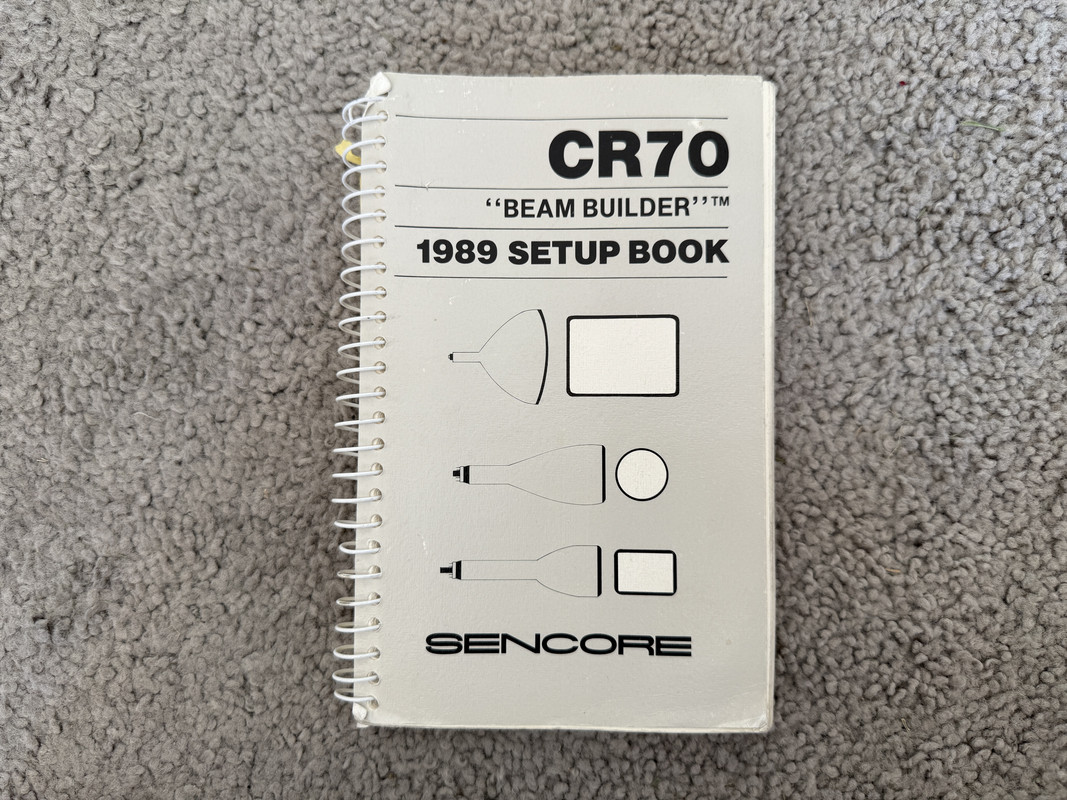 CR70
‘‘BEAM BUILDER’’™
1989 SETUP BOOK
SENCORE